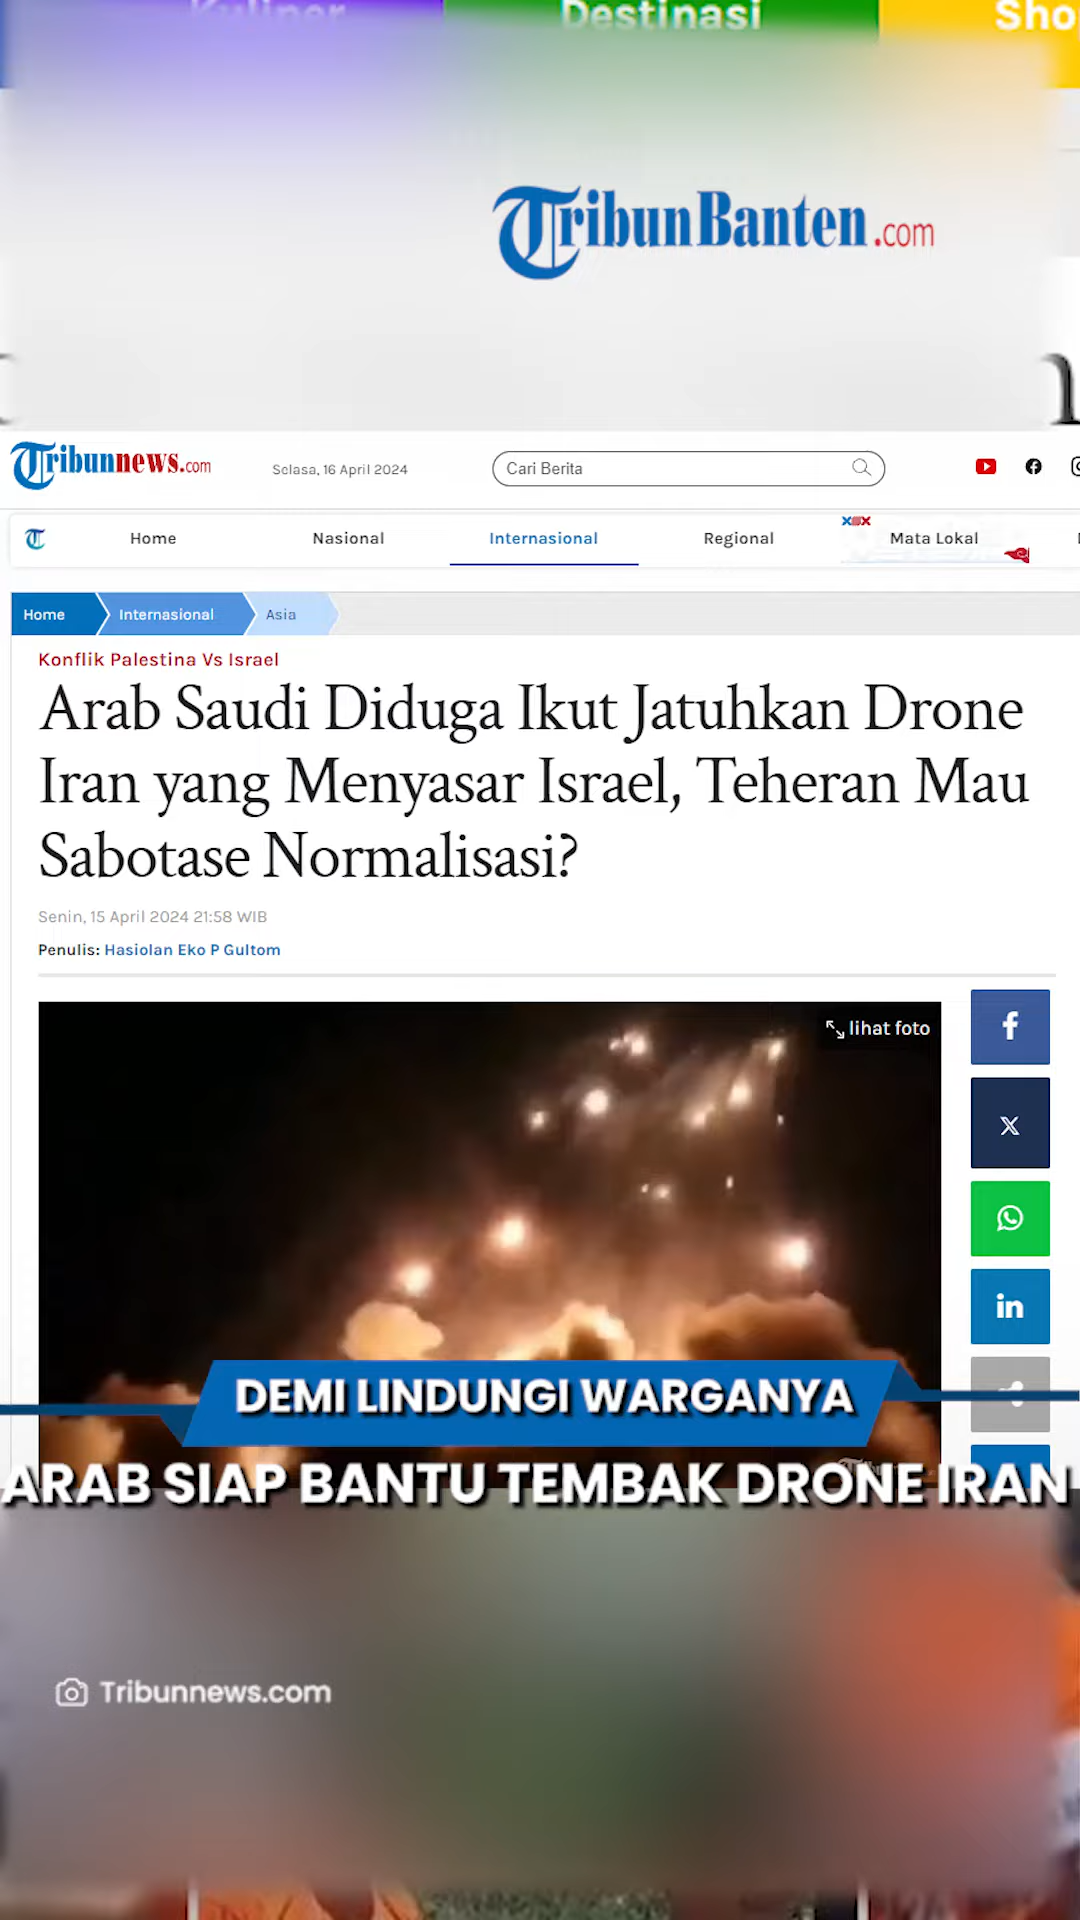 Kuliner Destinasi
TribunBanten.com
Tribunnews.com Selasa, 16 April 2024 Cari Berita
Home Nasional Internasional Regional Mata Lokal
Home Internasional Asia
Konflik Palestina Vs Israel
Arab Saudi Diduga Ikut Jatuhkan Drone
Iran yang Menyasar Israel, Teheran Mau
Sabotase Normalisasi?
Senin, 15 April 2024 21:58 WIB
Penulis: Hasiolan Eko P Gultom
lihat foto
DEMI LINDUNGI WARGANYA
ARAB SIAP BANTU TEMBAK DRONE IRAN
Tribunnews.com